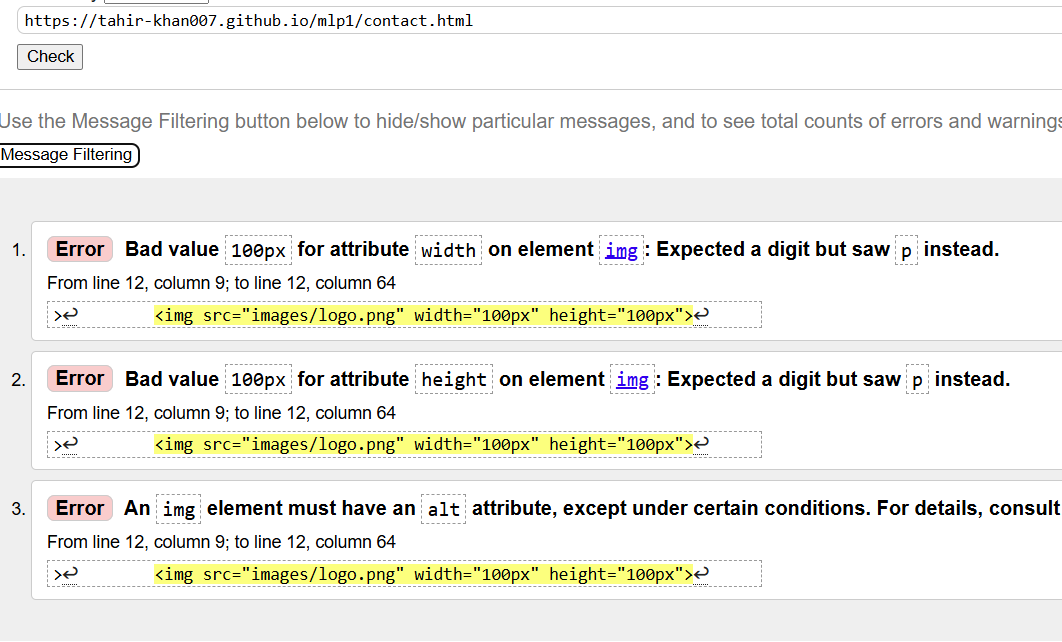 https://tahir-khan007.github.io/mlp1/contact.html
Check
Use the Message Filtering button below to hide/show particular messages, and to see total counts of errors and warnings
Message Filtering
1. Error Bad value 100px for attribute width on element img: Expected a digit but saw p instead.
From line 12, column 9; to line 12, column 64
>↩ <img src="images/logo.png" width="100px" height="100px">↩
2. Error Bad value 100px for attribute height on element img: Expected a digit but saw p instead.
From line 12, column 9; to line 12, column 64
>↩ <img src="images/logo.png" width="100px" height="100px">↩
3. Error An img element must have an alt attribute, except under certain conditions. For details, consult
From line 12, column 9; to line 12, column 64
>↩ <img src="images/logo.png" width="100px" height="100px">↩